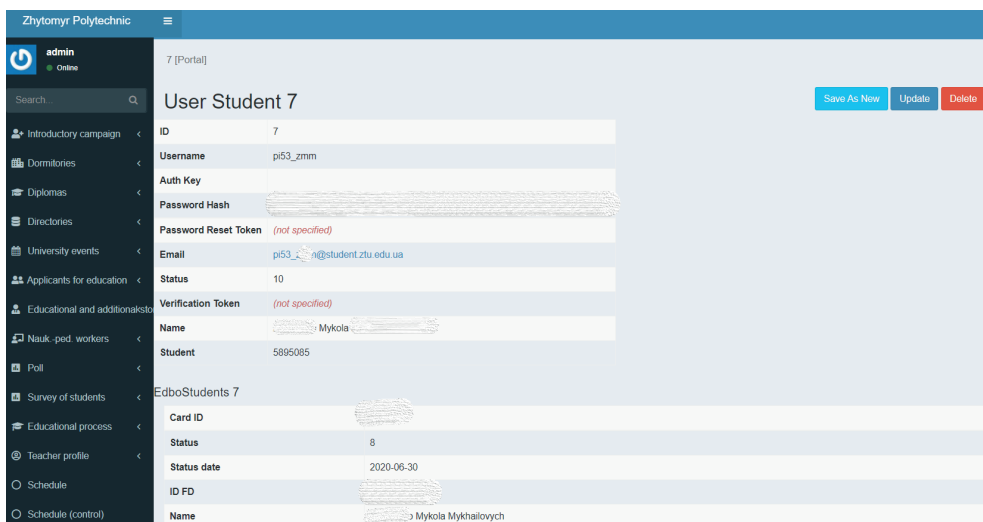 Zhytomyr Polytechnic
admin
Online
7 [Portal]
Search...
User Student 7
Save As New Update Delete
Introductory campaign
Dormitories
Diplomas
Directories
University events
Applicants for education
Educational and additionaksto
Nauk.-ped. workers
Poll
Survey of students
Educational process
Teacher profile
Schedule
Schedule (control)
ID 7
Username pi53_zmm
Auth Key
Password Hash
Password Reset Token (not specified)
Email @student.ztu.edu.ua
Status 10
Verification Token (not specified)
Name Mykola
Student 5895085
EdboStudents 7
Card ID
Status 8
Status date 2020-06-30
ID FD
Name Mykola Mykhailovych